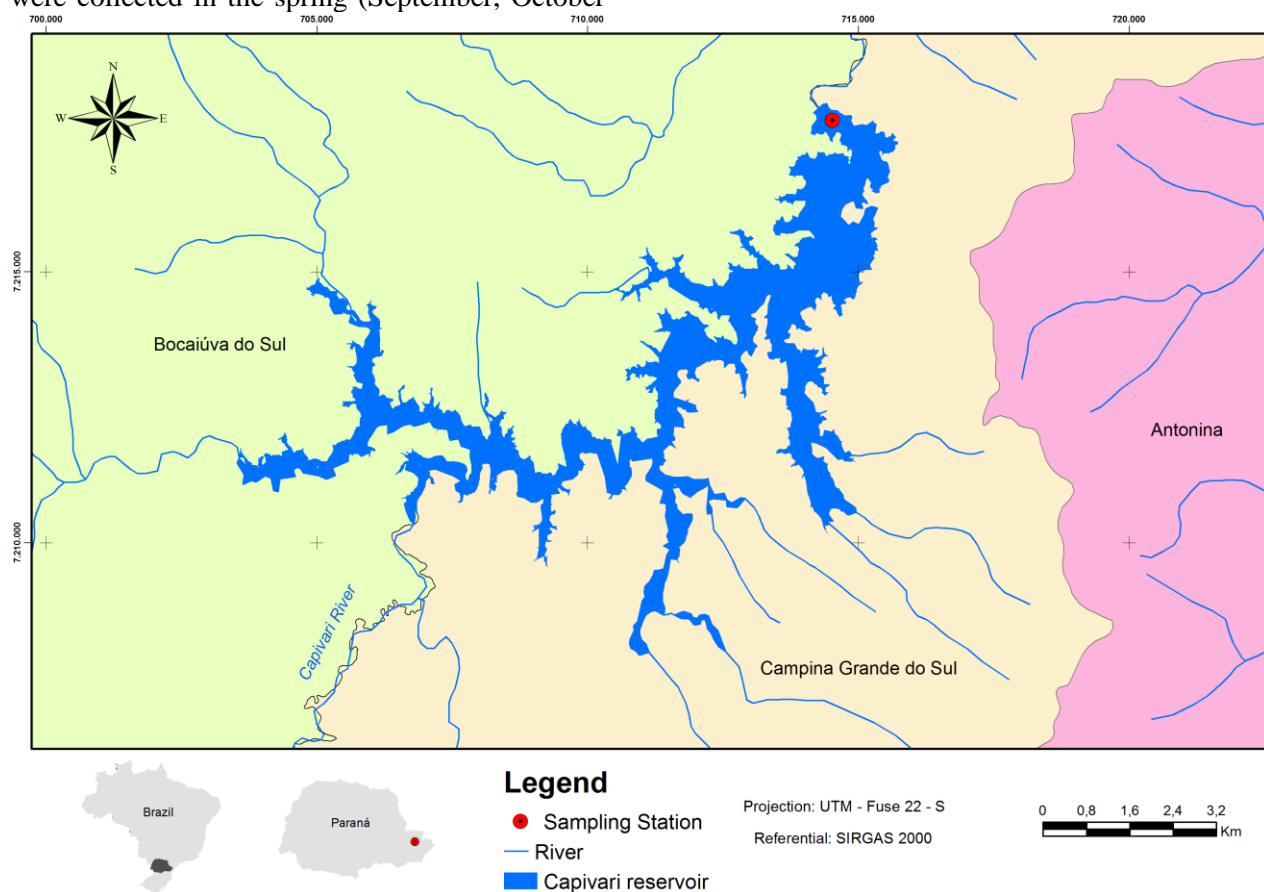 were collected in the spring (September, October
700.000 705.000 710.000 715.000 720.000
N
W E
S
7.215.000
Bocaiúva do Sul
Antonina
7.210.000
Capivari River
Campina Grande do Sul
Brazil
Paraná
Legend
Sampling Station
River
Capivari reservoir
Projection: UTM - Fuse 22 - S
Referential: SIRGAS 2000
0 0,8 1,6 2,4 3,2
Km